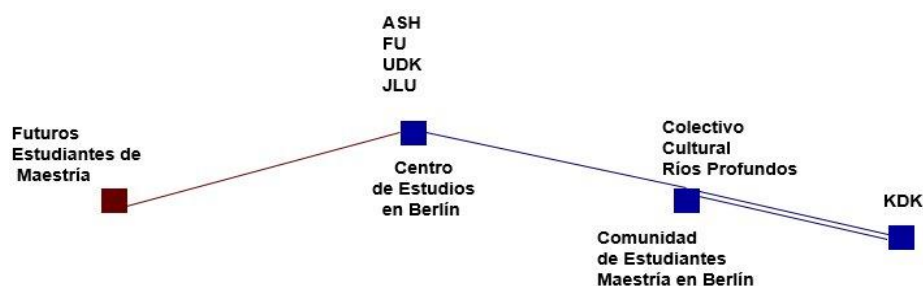 ASH
FU
UDK
JLU
Futuros
Estudiantes de
Maestría
Centro
de Estudios
en Berlín
Colectivo
Cultural
Ríos Profundos
Comunidad
de Estudiantes
Maestría en Berlín
KDK